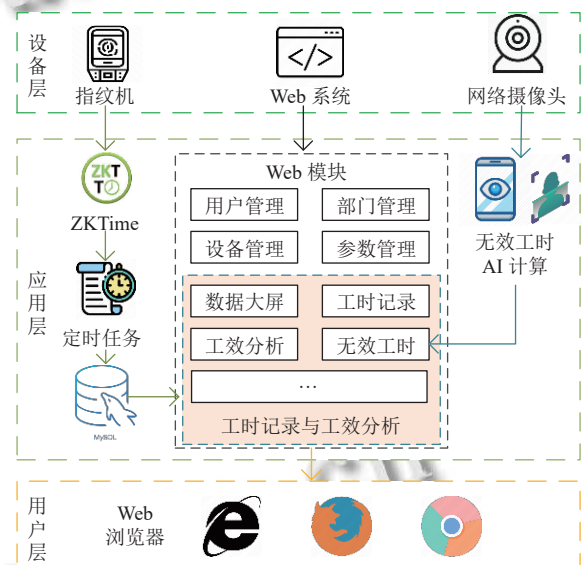 设备层
指纹机
Web 系统
网络摄像头
应用层
ZKT
TO
ZKTime
定时任务
MySQL
Web 模块
用户管理
部门管理
设备管理
参数管理
数据大屏
工时记录
工效分析
无效工时
…
工时记录与工效分析
无效工时
AI 计算
用户层
Web
浏览器